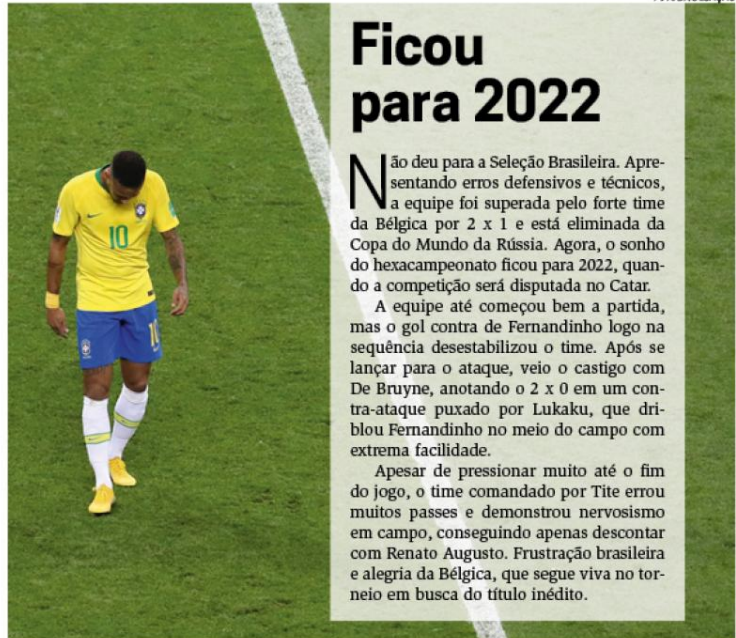 Ficou
para 2022
Não deu para a Seleção Brasileira. Apre-
sentando erros defensivos e técnicos,
a equipe foi superada pelo forte time
da Bélgica por 2 x 1 e está eliminada da
Copa do Mundo da Rússia. Agora, o sonho
do hexacampeonato ficou para 2022, quan-
do a competição será disputada no Catar.
A equipe até começou bem a partida,
mas o gol contra de Fernandinho logo na
sequência desestabilizou o time. Após se
lançar para o ataque, veio o castigo com
De Bruyne, anotando o 2 x 0 em um con-
tra-ataque puxado por Lukaku, que dri-
blou Fernandinho no meio do campo com
extrema facilidade.
Apesar de pressionar muito até o fim
do jogo, o time comandado por Tite errou
muitos passes e demonstrou nervosismo
em campo, conseguindo apenas descontar
com Renato Augusto. Frustração brasileira
e alegria da Bélgica, que segue viva no tor-
neio em busca do título inédito.
10
10